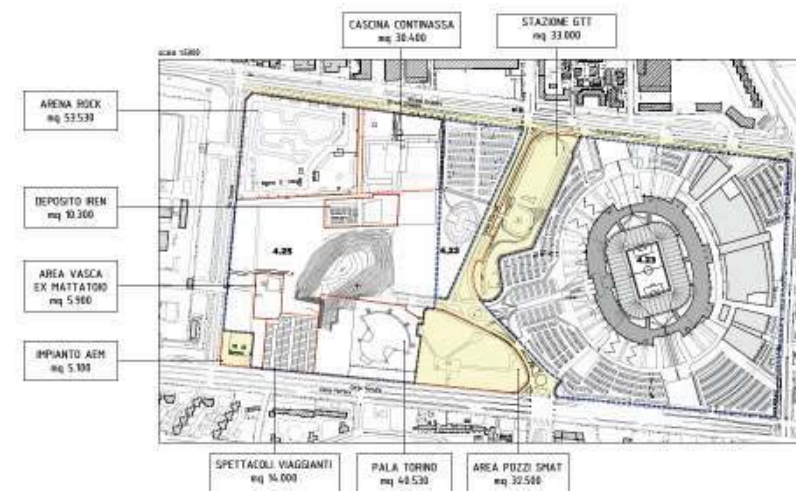 CASCINA CONTINASSA
mq 30.400
STAZIONE GTT
mq 33.000
ARENA ROCK
mq 53.530
DEPOSITO IREN
mq 10.300
AREA VASCA
EX MATTATOIO
mq 5.900
IMPIANTO AEM
mq 5.100
4.25
4.23
4.23
SPETTACOLI VIAGGIANTI
mq 14.000
PALA TORINO
mq 40.530
AREA POZZI SMAT
mq 32.500